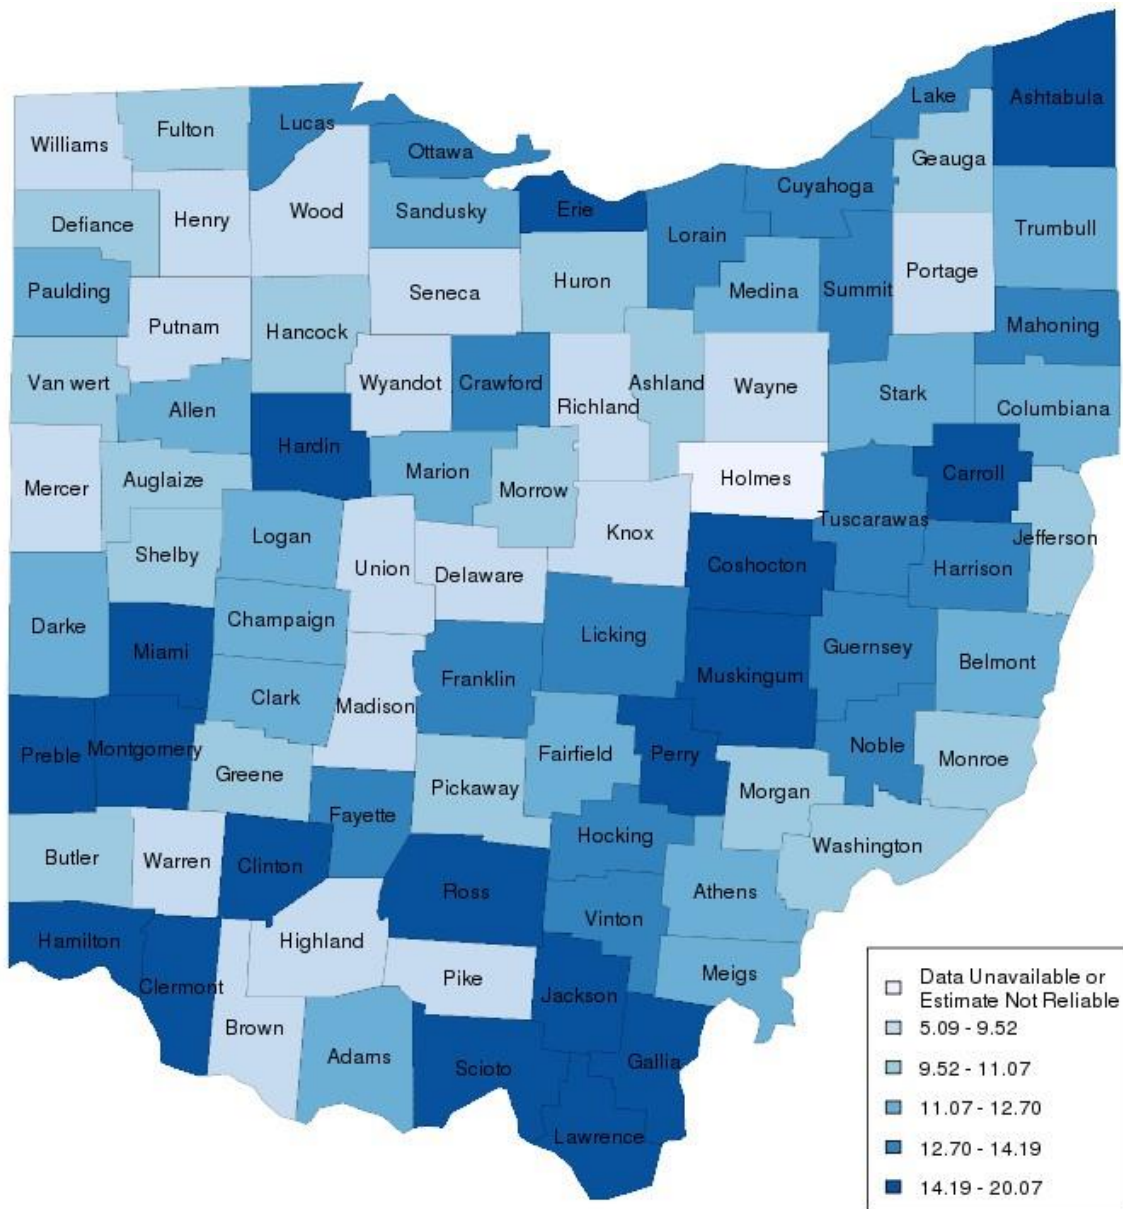 Lake
Ashtabula
Lucas
Fulton
Williams
Ottawa
Geauga
Cuyahoga
Wood
Sandusky
Erie
Henry
Defiance
Lorain
Trumbull
Portage
Huron
Paulding
Seneca
Medina
Summit
Putnam
Hancock
Mahoning
Van wert
Wyandot
Crawford
Ashland
Wayne
Stark
Richland
Allen
Columbiana
Hardin
Marion
Carroll
Mercer
Auglaize
Morrow
Holmes
Tuscarawas
Knox
Logan
Jefferson
Shelby
Union
Delaware
Coshocton
Harrison
Champaign
Darke
Licking
Miami
Guernsey
Belmont
Franklin
Muskingum
Clark
Madison
Preble
Montgomery
Fairfield
Perry
Noble
Monroe
Greene
Pickaway
Morgan
Fayette
Hocking
Washington
Butler
Warren
Clinton
Ross
Athens
Vinton
Hamilton
Highland
Meigs
Pike
Clermont
Jackson
Brown
Adams
Scioto
Gallia
Lawrence
Data Unavailable or
Estimate Not Reliable
5.09 - 9.52
9.52 - 11.07
11.07 - 12.70
12.70 - 14.19
14.19 - 20.07